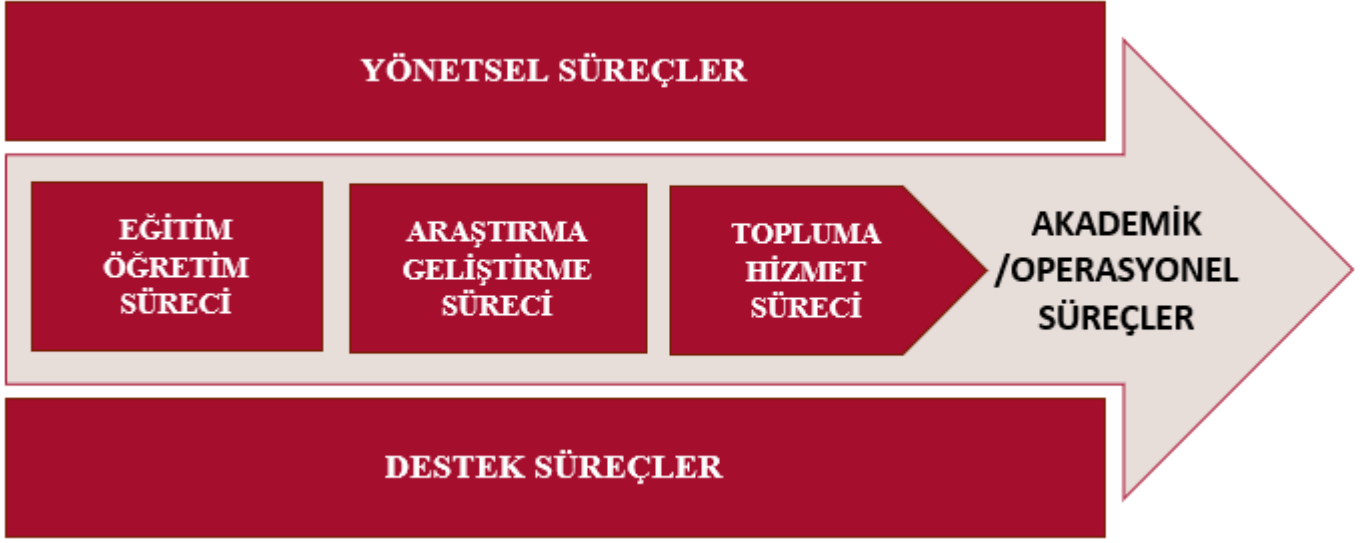 YÖNETSEL SÜREÇLER
EĞİTİM
ÖĞRETİM
SÜRECİ
ARAŞTIRMA
GELİŞTİRME
SÜRECİ
TOPLUMA
HİZMET
SÜRECİ
AKADEMİK
/OPERASYONEL
SÜREÇLER
DESTEK SÜREÇLER